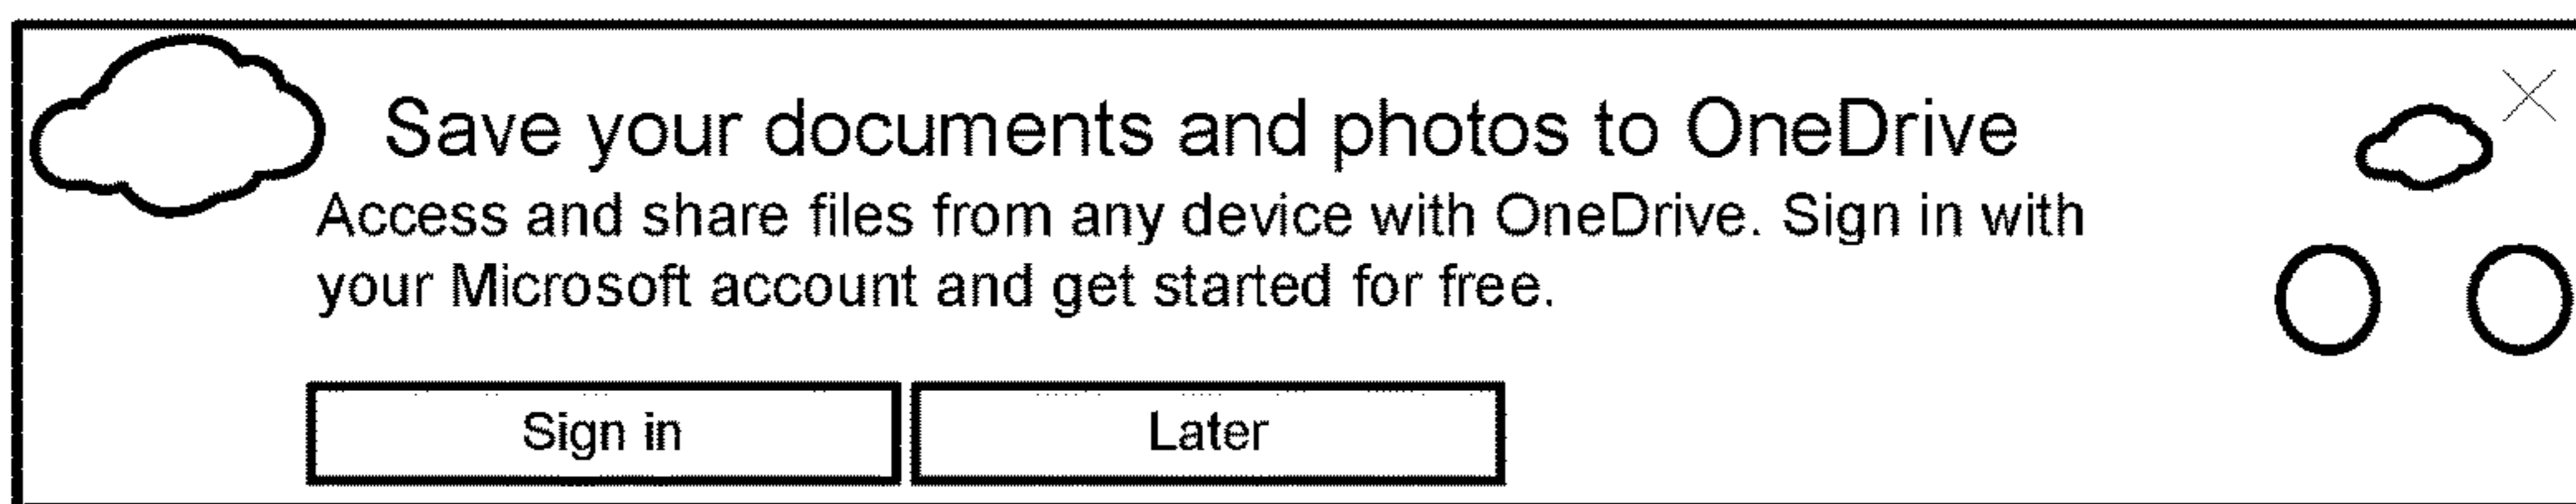 Save your documents and photos to OneDrive
Access and share files from any device with OneDrive. Sign in with
your Microsoft account and get started for free.
Sign in
Later